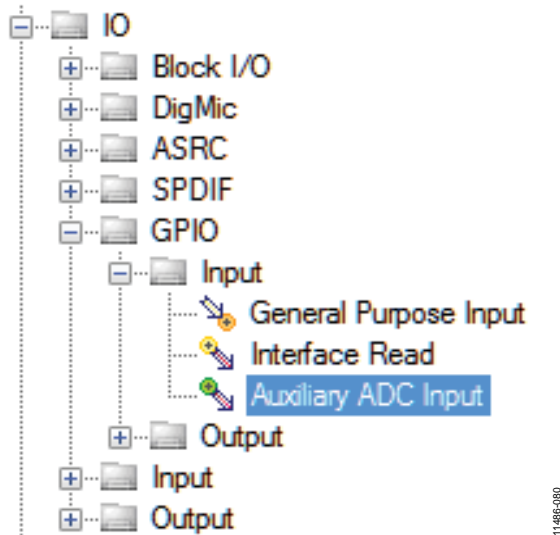 IO
Block I/O
DigMic
ASRC
SPDIF
GPIO
Input
General Purpose Input
Interface Read
Auxiliary ADC Input
Output
Input
Output
11486-080